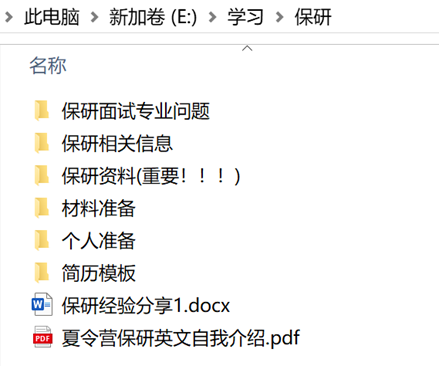 此电脑 > 新加卷 (E:) > 学习 > 保研
名称
保研面试专业问题
保研相关信息
保研资料(重要！！！)
材料准备
个人准备
简历模板
保研经验分享1.docx
夏令营保研英文自我介绍.pdf